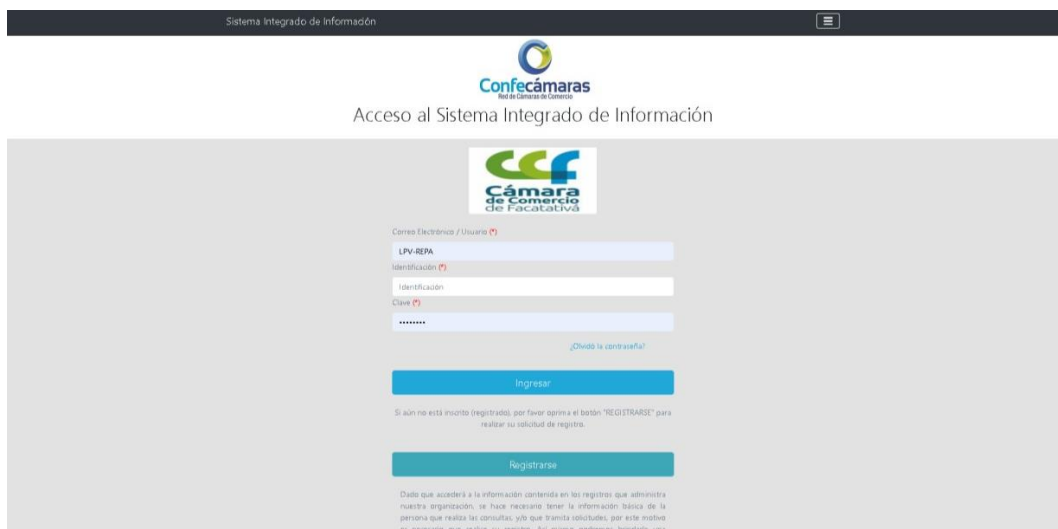 Sistema Integrado de Información
Confecámaras
Red de Cámaras de Comercio
Acceso al Sistema Integrado de Información
ccf
Cámara
de Comercio
de Facatativá
Correo Electrónico / Usuario (*)
LPV-REPA
Identificación (*)
Identificación
Clave (*)
••••••••
¿Olvidó la contraseña?
Ingresar
Si aún no está inscrito (registrado), por favor oprima el botón "REGISTRARSE" para
realizar su solicitud de registro.
Registrarse
Dado que accederá a la información contenida en los registros que administra
nuestra organización, se hace necesario tener la información básica de la
persona que realiza las consultas, y/o que tramita solicitudes, por este motivo